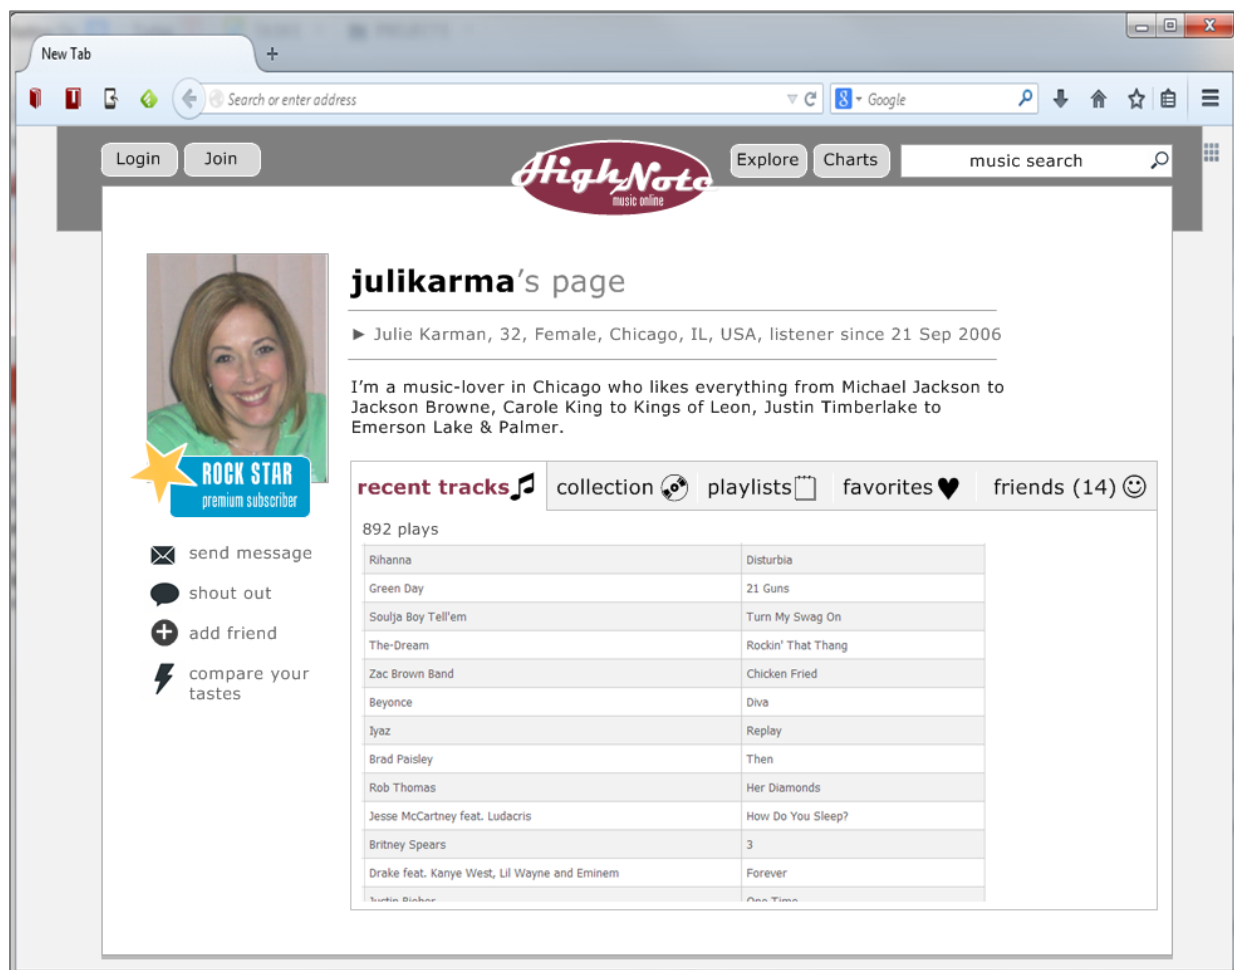 New Tab
Search or enter address
Google
Login
Join
HighNote
music online
Explore
Charts
music search
julikarma's page
► Julie Karman, 32, Female, Chicago, IL, USA, listener since 21 Sep 2006
I'm a music-lover in Chicago who likes everything from Michael Jackson to
Jackson Browne, Carole King to Kings of Leon, Justin Timberlake to
Emerson Lake & Palmer.
ROCK STAR
premium subscriber
send message
shout out
add friend
compare your
tastes
recent tracks collection playlists favorites friends (14)
892 plays
Rihanna Disturbia
Green Day 21 Guns
Soulja Boy Tell'em Turn My Swag On
The-Dream Rockin' That Thang
Zac Brown Band Chicken Fried
Beyonce Diva
Iyaz Replay
Brad Paisley Then
Rob Thomas Her Diamonds
Jesse McCartney feat. Ludacris How Do You Sleep?
Britney Spears 3
Drake feat. Kanye West, Lil Wayne and Eminem Forever
Justin Bieber One Time